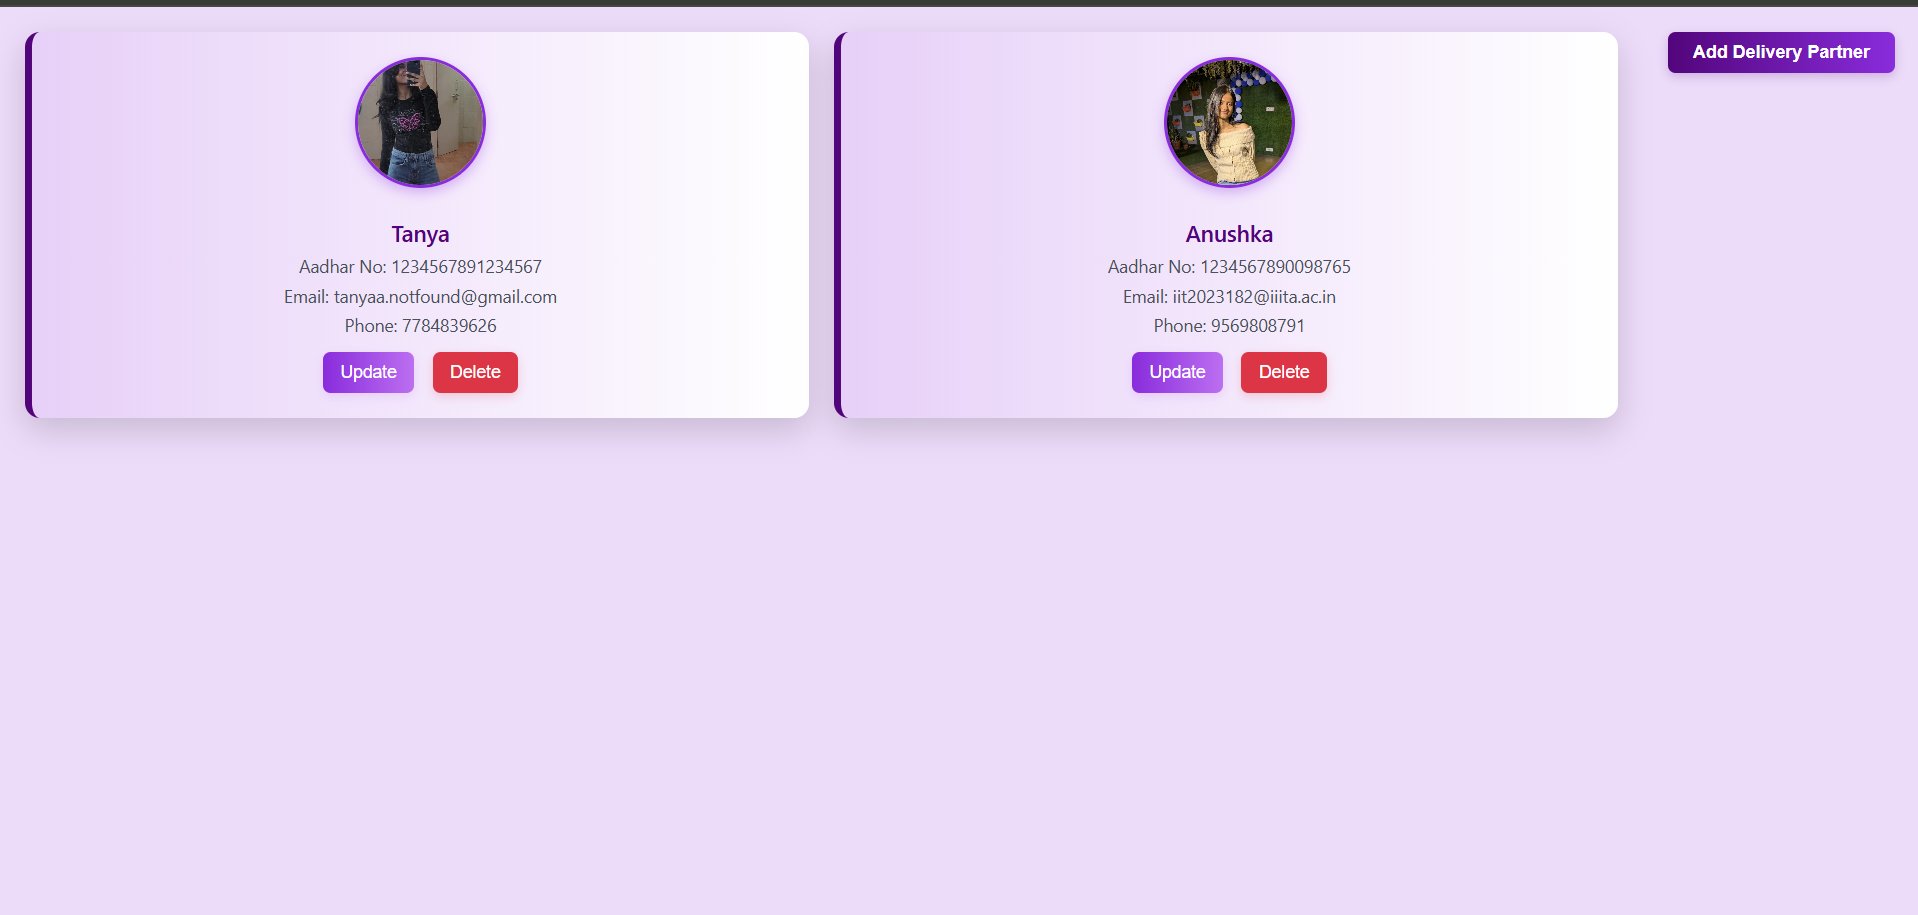 Tanya
Aadhar No: 1234567891234567
Email: tanyaa.notfound@gmail.com
Phone: 7784839626
Update Delete
Anushka
Aadhar No: 1234567890098765
Email: iit2023182@iiita.ac.in
Phone: 9569808791
Update Delete
Add Delivery Partner